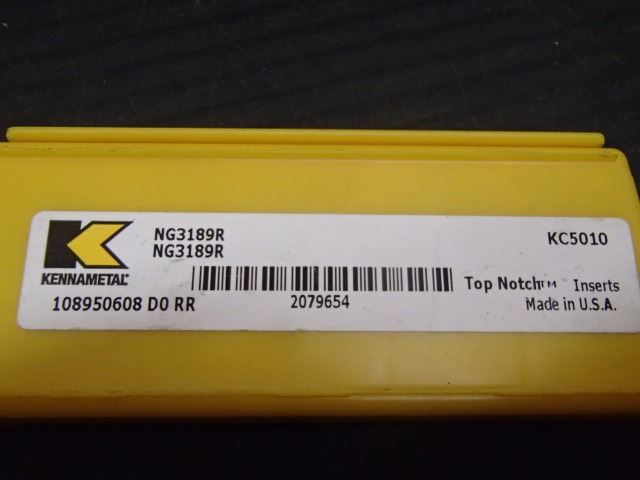 NG3189R
NG3189R
KC5010
KENNAMETAL
108950608 D0 RR
2079654
Top Notch™ Inserts
Made in U.S.A.